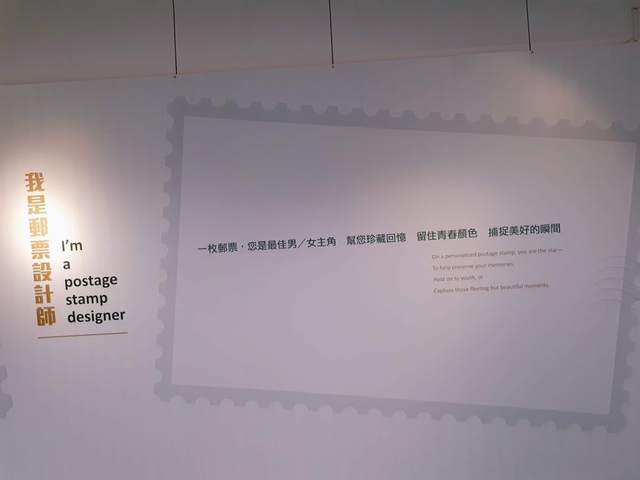 我是郵票設計師
I'm
a
postage
stamp
designer
一枚郵票，您是最佳男／女主角 幫您珍藏回憶 留住青春顏色 捕捉美好的瞬間
On a personalized postage stamp, you are the star—
To help preserve your memories,
Hold on to youth, or
Capture those fleeting but beautiful moments.